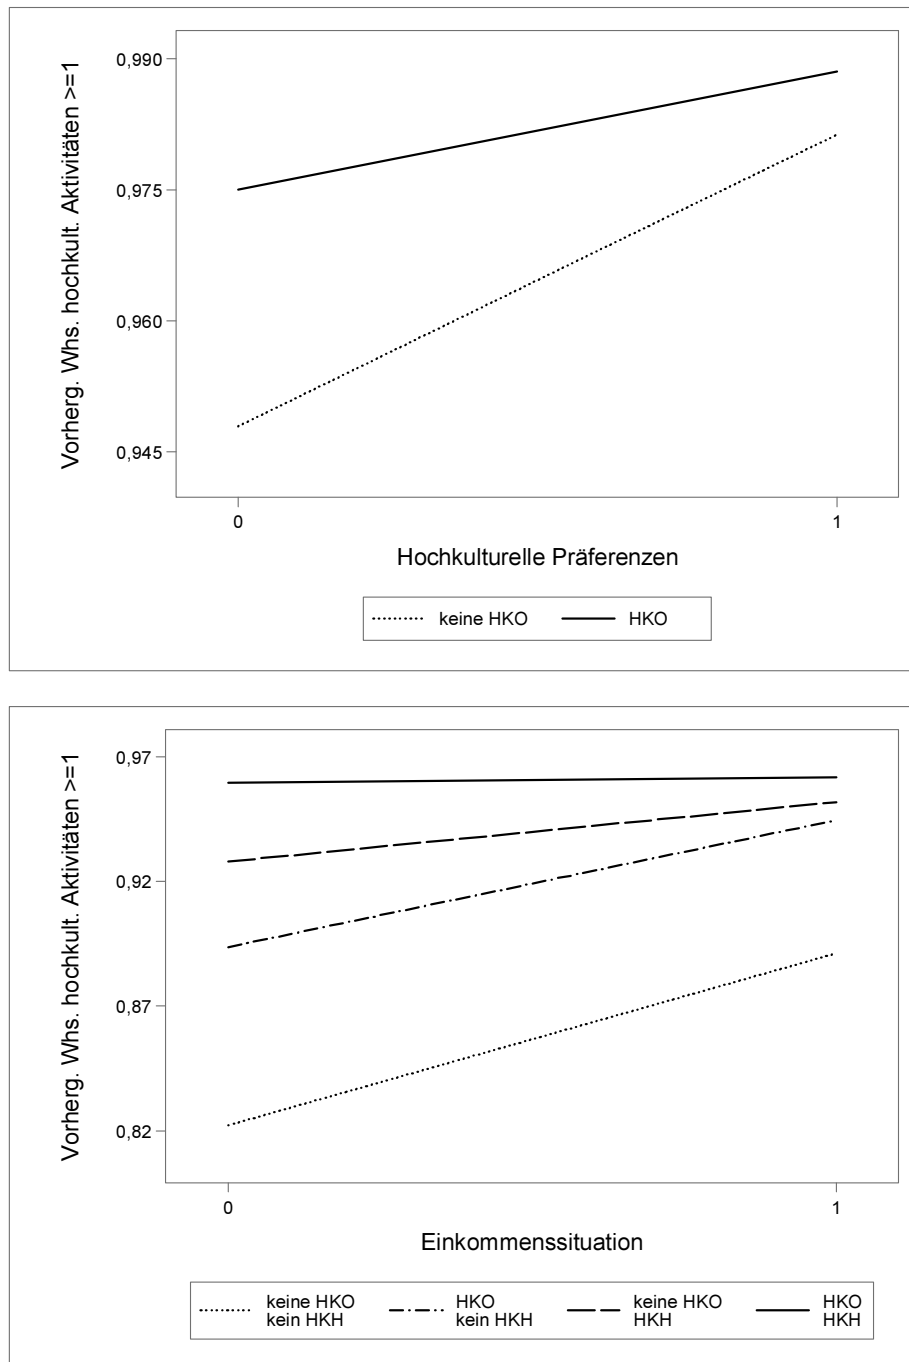 Vorherg. Whs. hochkult. Aktivitäten >=1
0,990
0,975
0,960
0,945
0
1
Hochkulturelle Präferenzen
keine HKO
HKO
Vorherg. Whs. hochkult. Aktivitäten >=1
0,97
0,92
0,87
0,82
0
1
Einkommenssituation
keine HKO
kein HKH
HKO
kein HKH
keine HKO
HKH
HKO
HKH